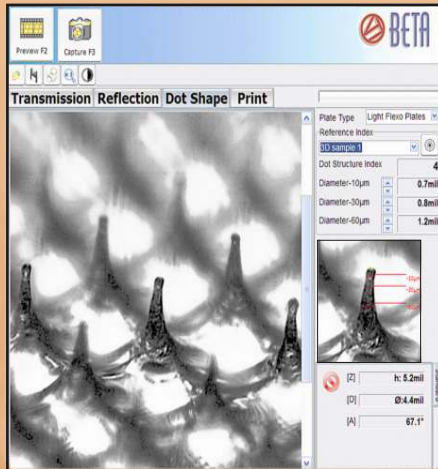 BETA
Preview F2
Capture F3
Transmission Reflection Dot Shape Print
Plate Type Light Flexo Plates
Reference Index
3D sample 1
Dot Structure Index 4
Diameter-10µm 0.7mil
Diameter-30µm 0.8mil
Diameter-60µm 1.2mil
[Z] h: 5.2mil
[D] Ø:4.4mil
[A] 67.1°